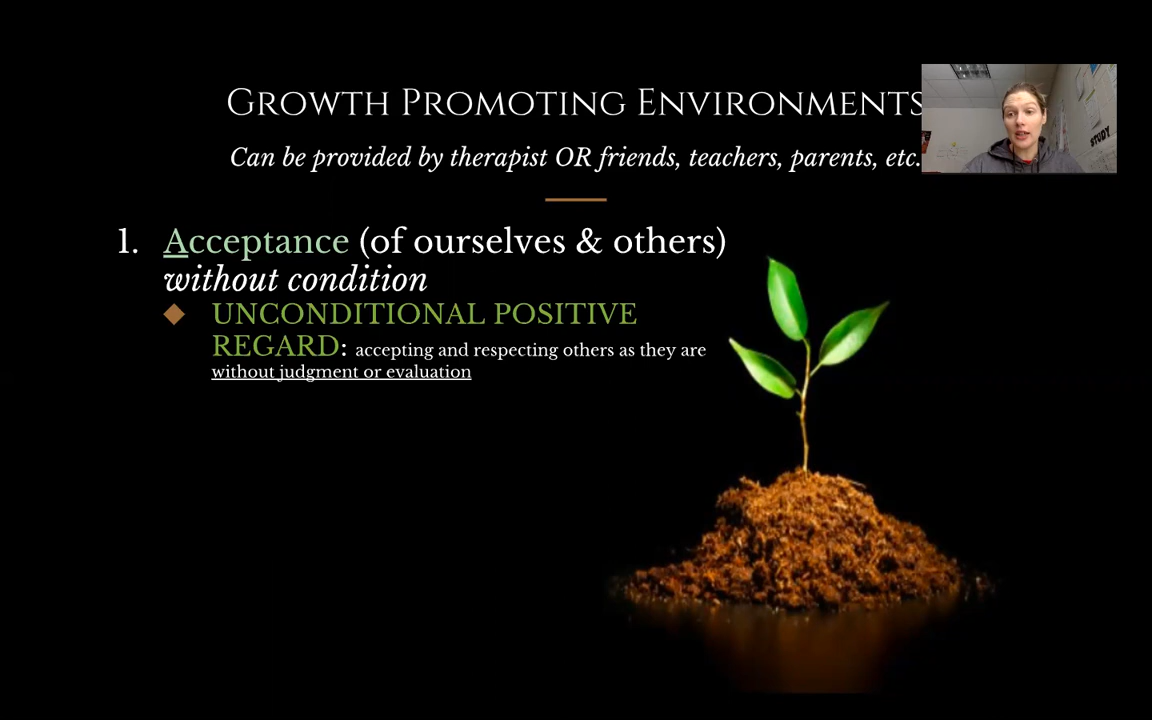 Growth Promoting Environments
Can be provided by therapist OR friends, teachers, parents, etc.
1. Acceptance (of ourselves & others)
without condition
◆ UNCONDITIONAL POSITIVE
REGARD: accepting and respecting others as they are
without judgment or evaluation
STUDY